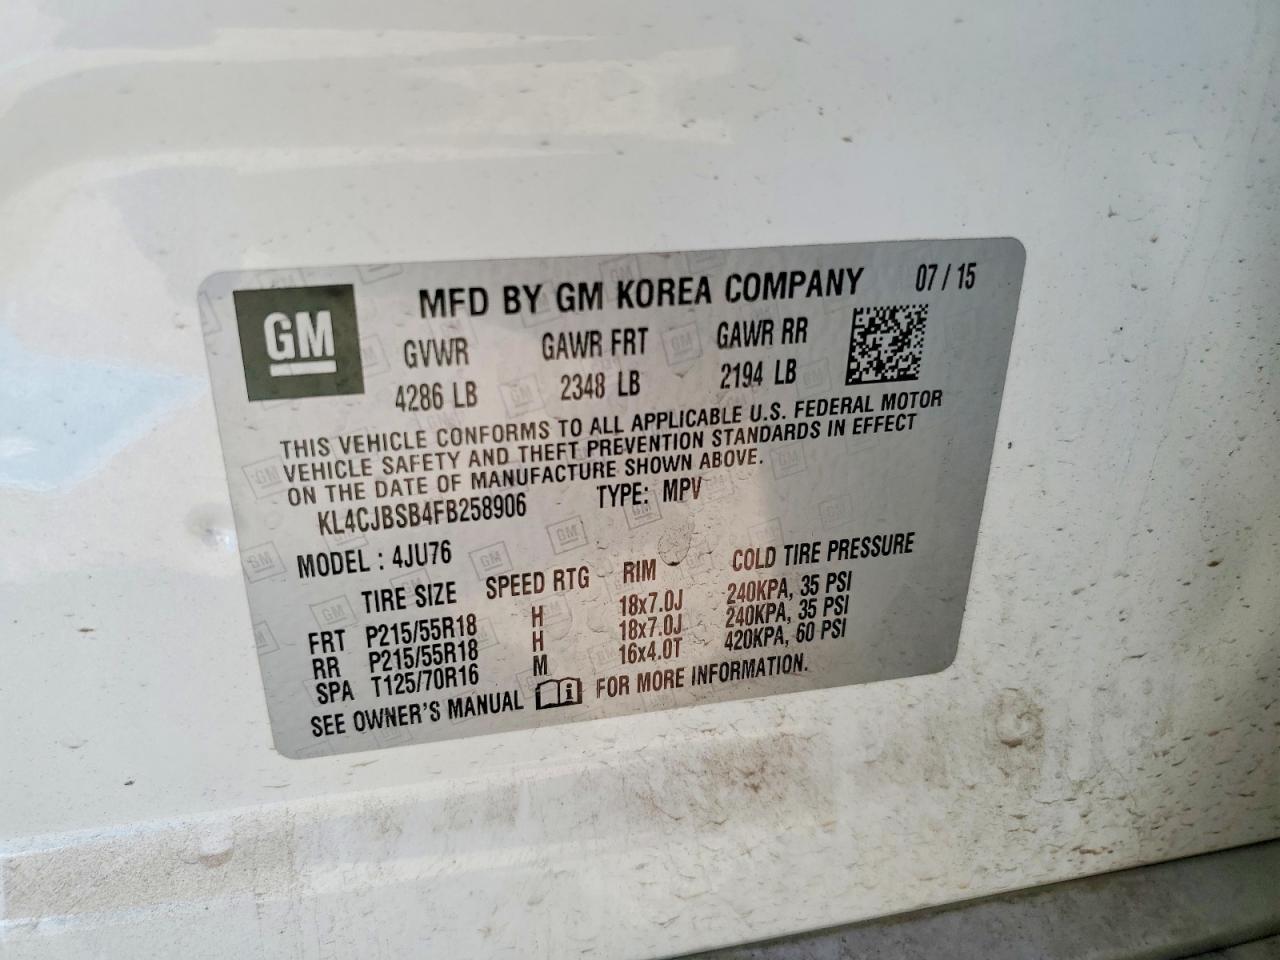 GM
MFD BY GM KOREA COMPANY 07 / 15
GVWR GAWR FRT GAWR RR
4286 LB 2348 LB 2194 LB
THIS VEHICLE CONFORMS TO ALL APPLICABLE U.S. FEDERAL MOTOR
VEHICLE SAFETY AND THEFT PREVENTION STANDARDS IN EFFECT
ON THE DATE OF MANUFACTURE SHOWN ABOVE.
KL4CJBSB4FB258906 TYPE: MPV
MODEL : 4JU76
TIRE SIZE SPEED RTG RIM COLD TIRE PRESSURE
FRT P215/55R18 H 18x7.0J 240KPA, 35 PSI
RR P215/55R18 H 18x7.0J 240KPA, 35 PSI
SPA T125/70R16 M 16x4.0T 420KPA, 60 PSI
SEE OWNER'S MANUAL FOR MORE INFORMATION.